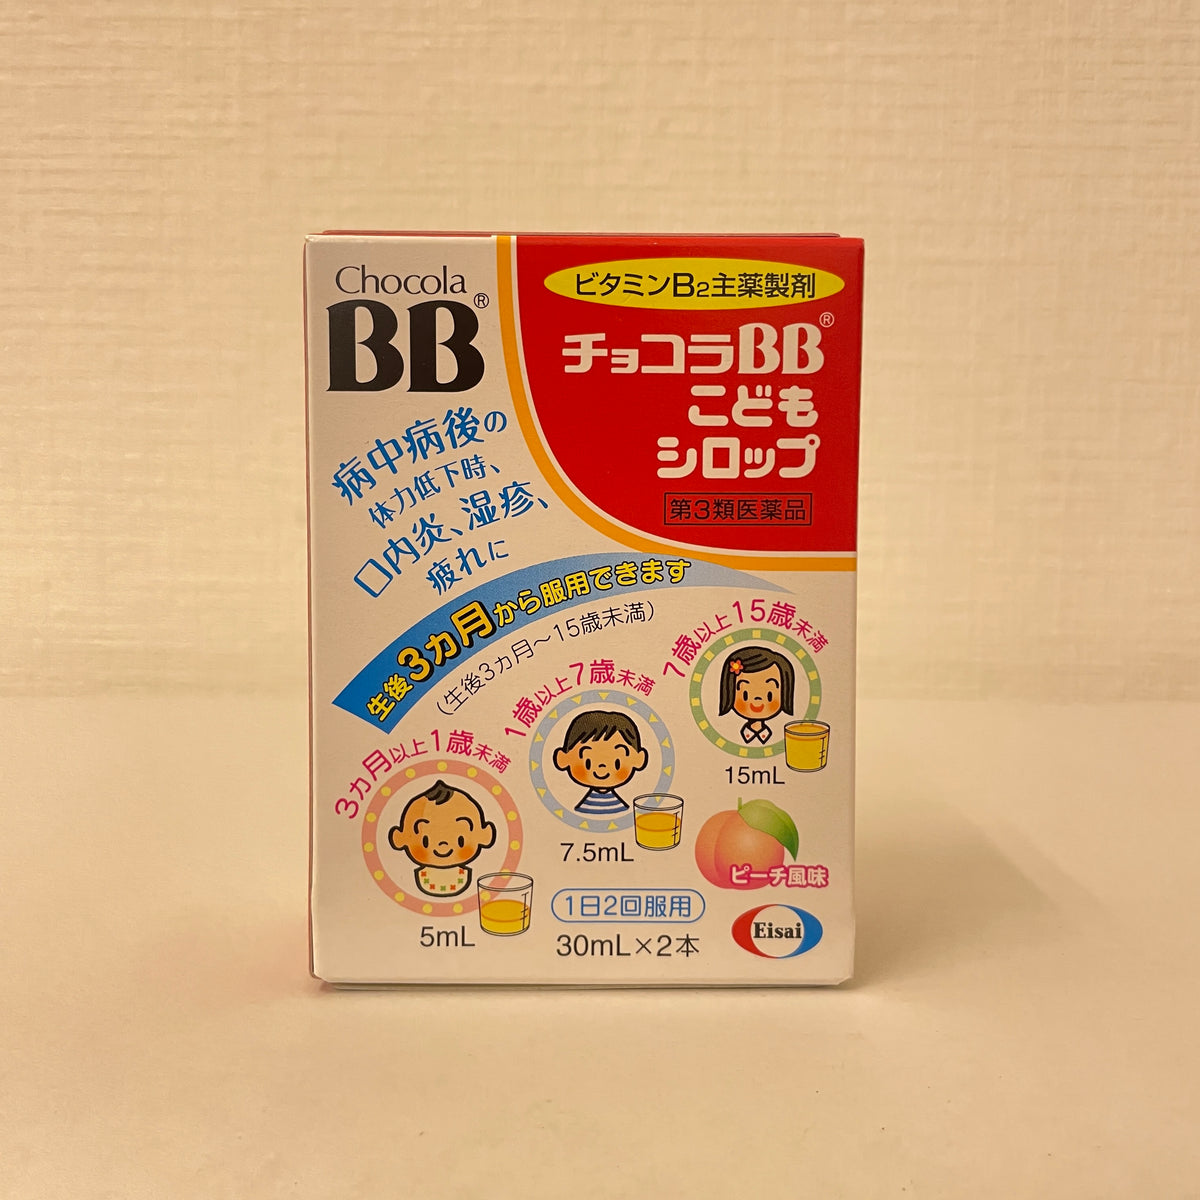 Chocola
BB®
ビタミンB2主薬製剤
チョコラBB®
こども
シロップ
第3類医薬品
病中病後の
体力低下時、
口内炎、湿疹、
疲れに
生後3カ月から服用できます
(生後3カ月～15歳未満)
3カ月以上1歳未満
5mL
1歳以上7歳未満
7.5mL
7歳以上15歳未満
15mL
ピーチ風味
1日2回服用
30mL×2本
Eisai